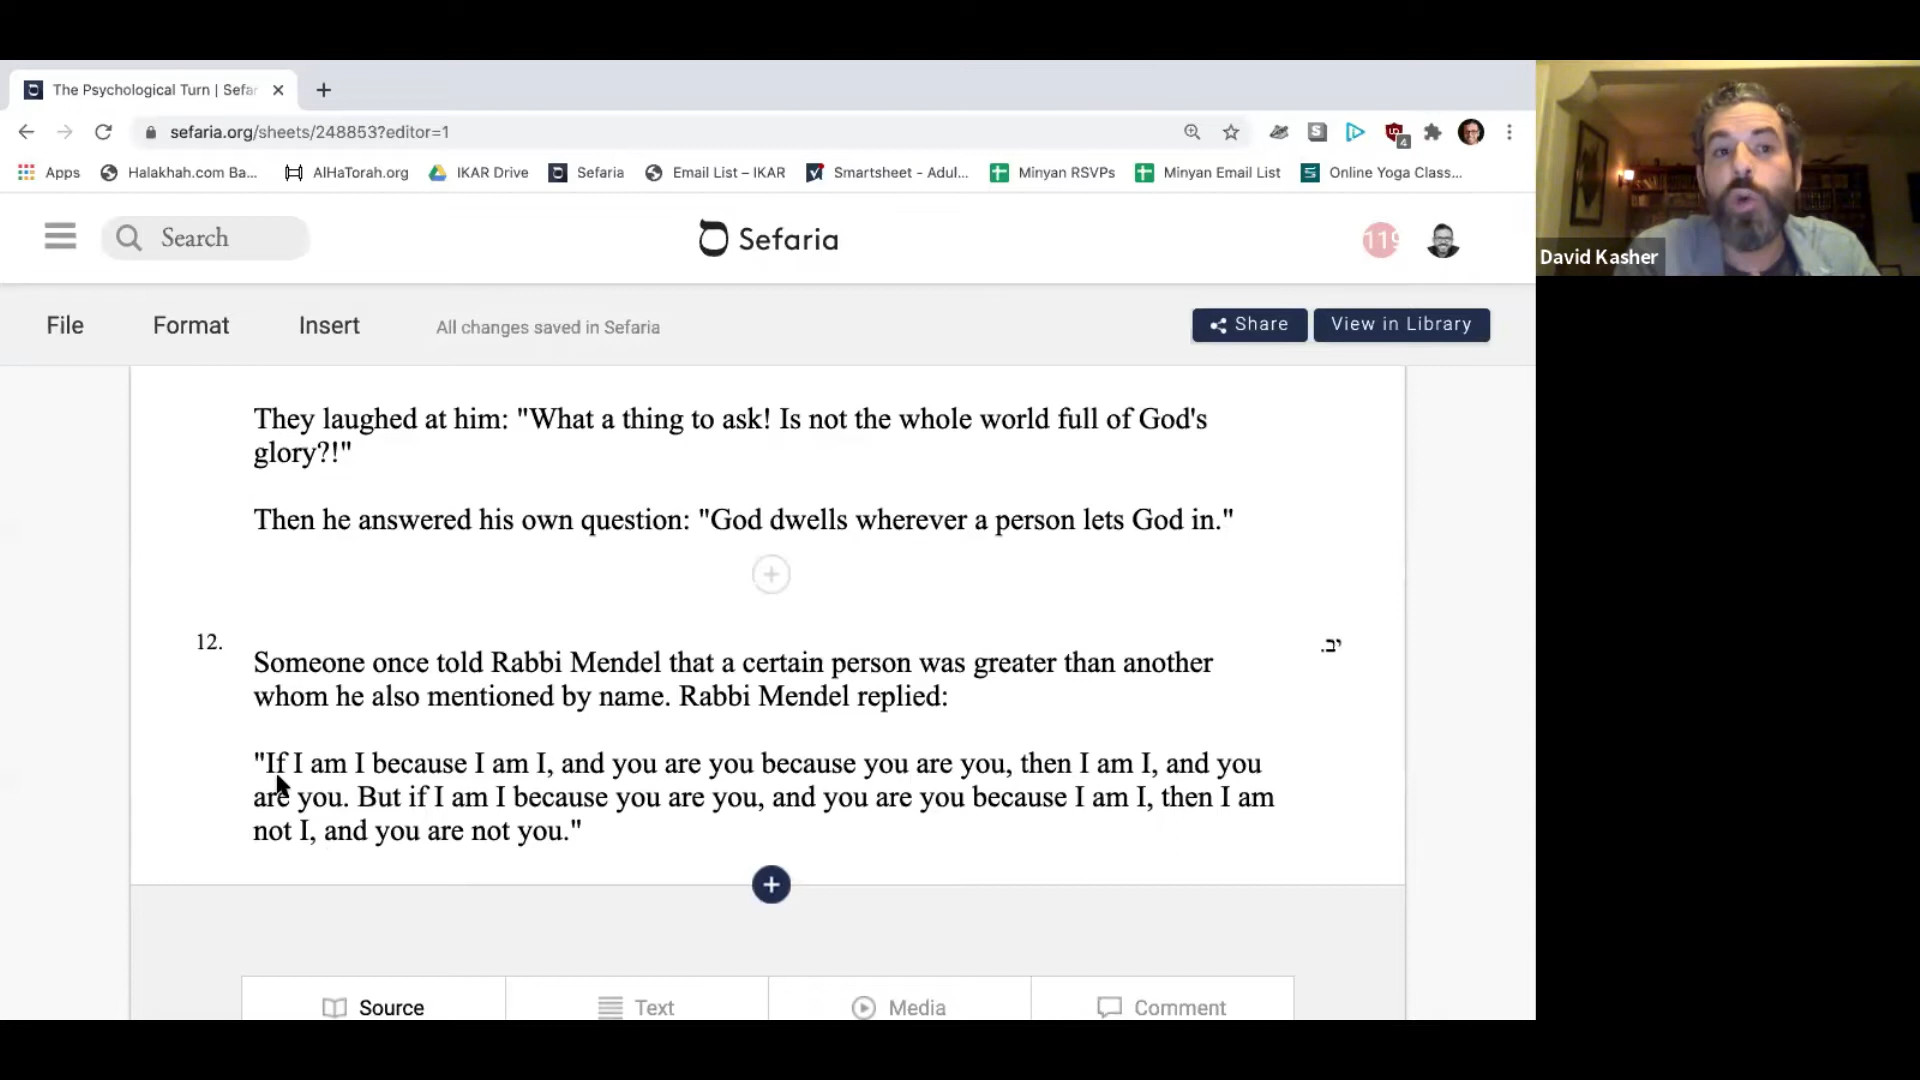 The Psychological Turn | Sefar
sefaria.org/sheets/248853?editor=1
4
Apps
Halakhah.com Ba...
AlHaTorah.org
IKAR Drive
Sefaria
Email List – IKAR
Smartsheet - Adul...
Minyan RSVPs
Minyan Email List
Online Yoga Class...
Search
Sefaria
119
David Kasher
File
Format
Insert
All changes saved in Sefaria
Share
View in Library
They laughed at him: "What a thing to ask! Is not the whole world full of God's
glory?!"
Then he answered his own question: "God dwells wherever a person lets God in."
12.
יב.
Someone once told Rabbi Mendel that a certain person was greater than another
whom he also mentioned by name. Rabbi Mendel replied:
"If I am I because I am I, and you are you because you are you, then I am I, and you
are you. But if I am I because you are you, and you are you because I am I, then I am
not I, and you are not you."
Source
Text
Media
Comment